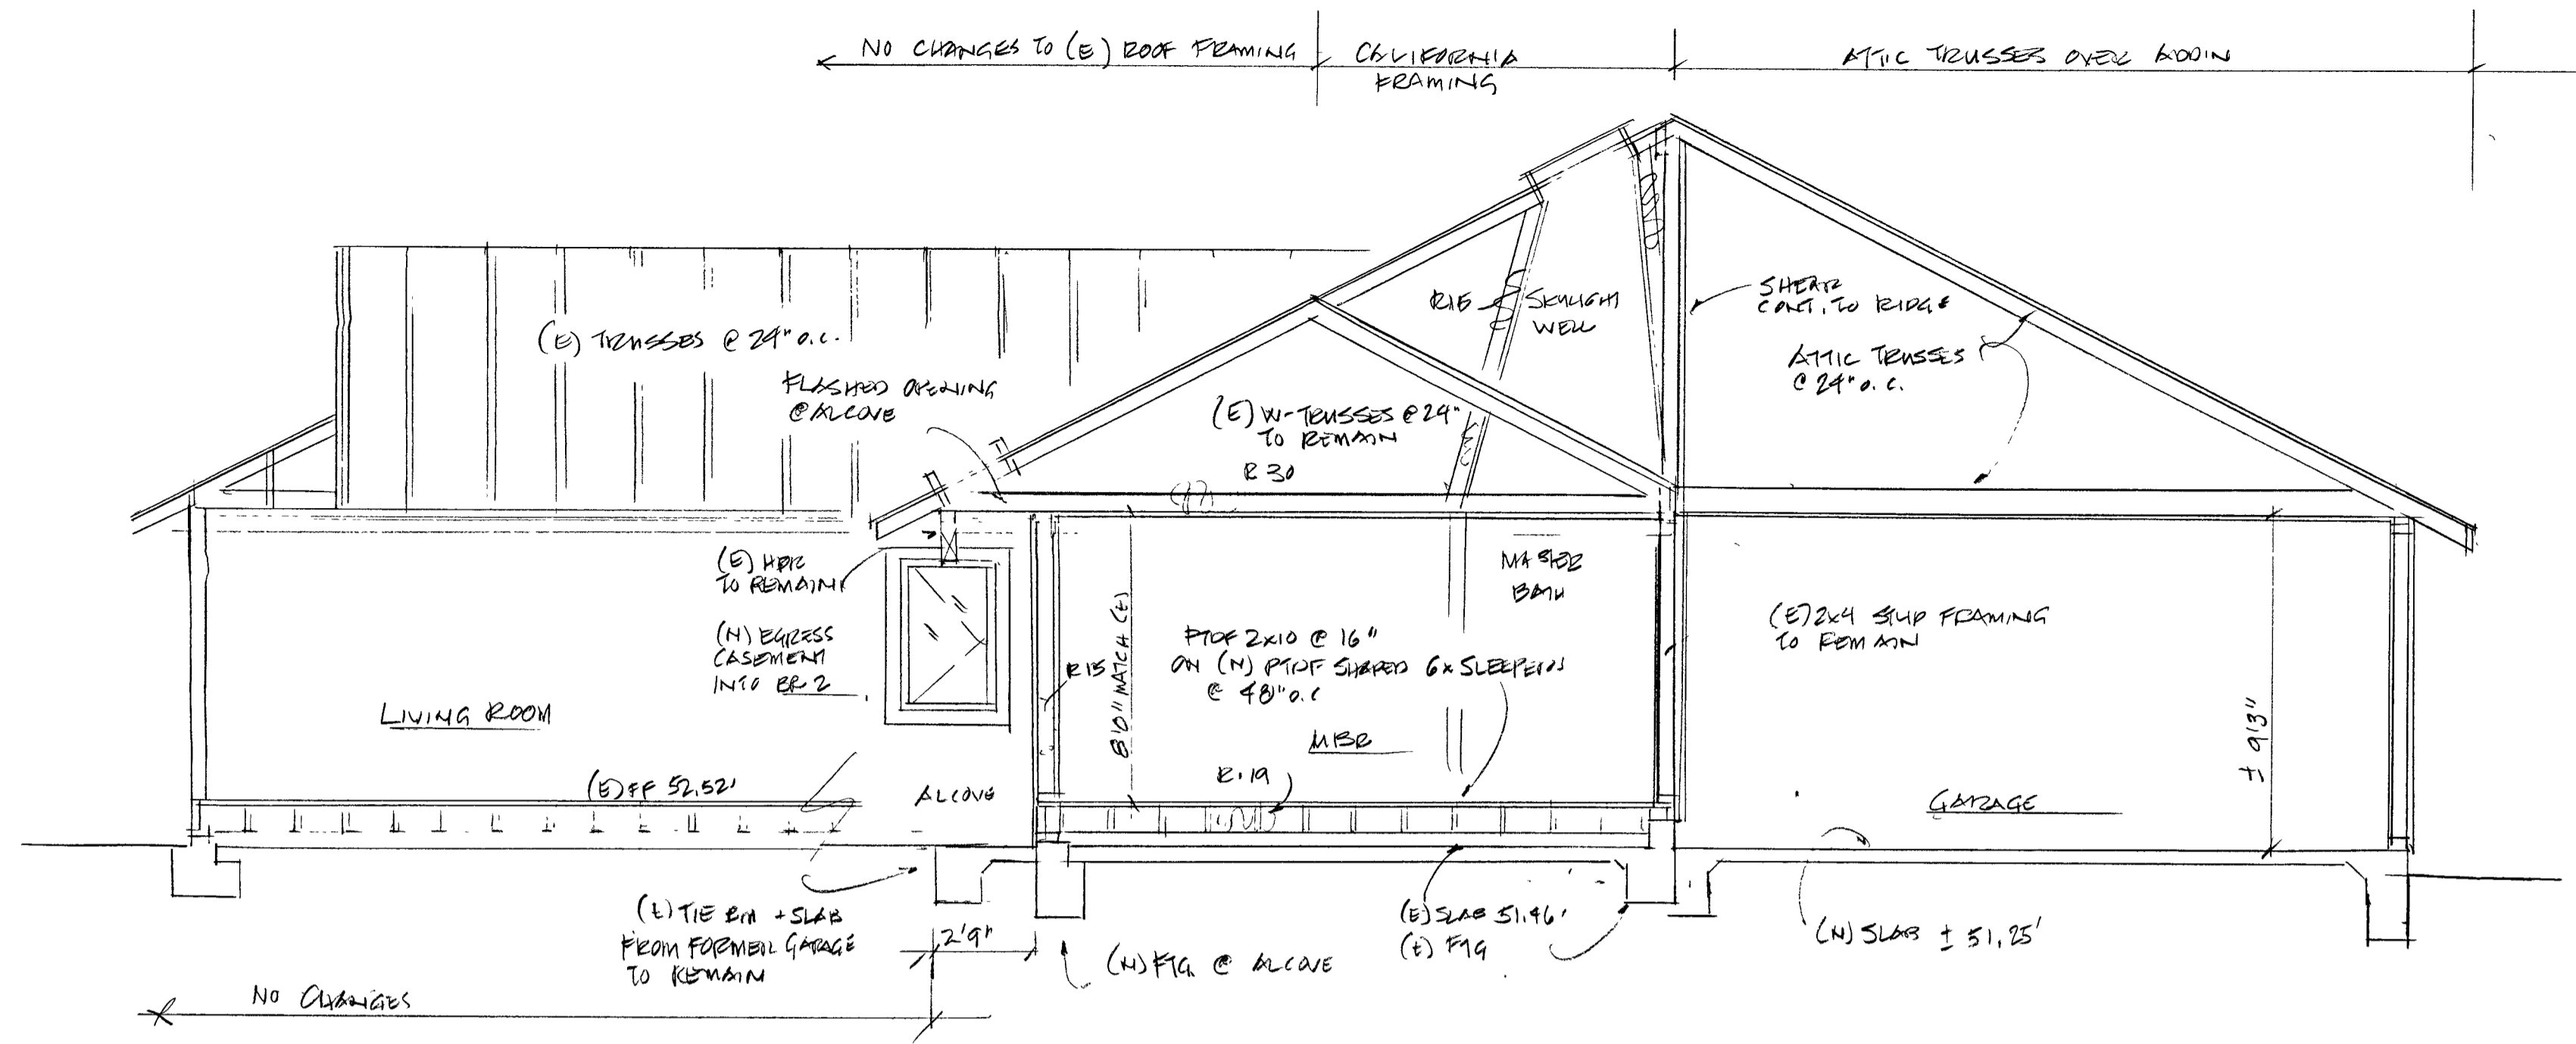 NO CHANGES TO (E) ROOF FRAMING
CALIFORNIA
FRAMING
ATTIC TRUSSES OVER ADDIN
(E) TRUSSES @ 24" O.C.
FLASHED OPENING
@ ALCOVE
(E) W-TRUSSES @ 24"
TO REMAIN
R 30
R15
SKYLIGHT
WELL
SHEAR
CONT. TO RIDGE
ATTIC TRUSSES
@ 24" O.C.
(E) HDR
TO REMAIN
(N) EGRESS
CASEMENT
INTO BR 2
LIVING ROOM
(E) FF 52.52'
ALCOVE
R15
8'0" MATCH (E)
PTDF 2x10 @ 16"
ON (N) PTDF SHAPED 6x SLEEPERS
@ 48" O.C
MBR
R-19
MASTER
BATH
(E) 2x4 STUD FRAMING
TO REMAIN
GARAGE
± 9'3"
(E) TIE BM + SLAB
FROM FORMER GARAGE
TO REMAIN
2'9"
(N) FTG. @ ALCOVE
(E) SLAB 51.46'
(E) FTG
(N) SLAB ± 51.25'
NO CHANGES